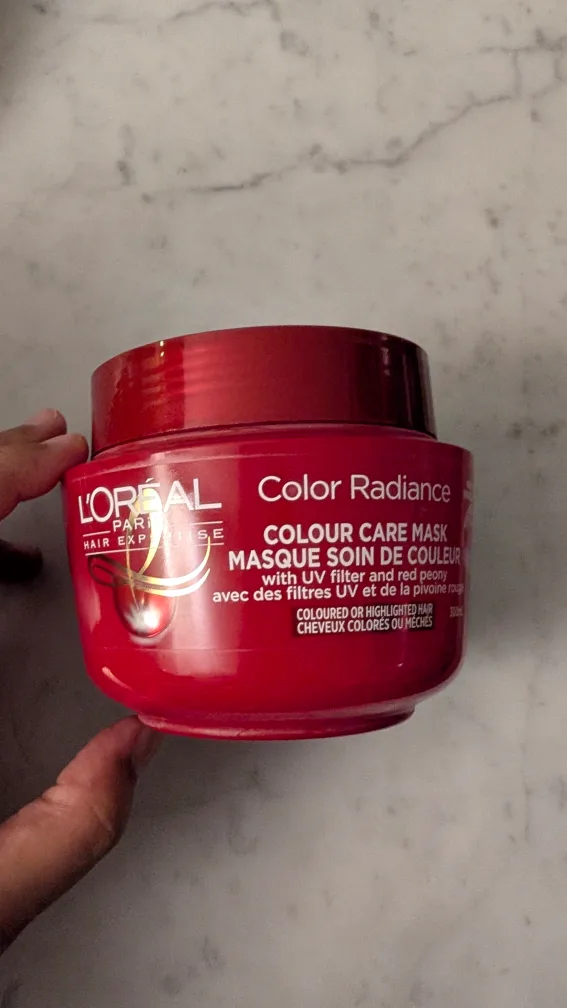 L'ORÉAL
PARIS
HAIR EXPERTISE
Color Radiance
COLOUR CARE MASK
MASQUE SOIN DE COULEUR
with UV filter and red peony
avec des filtres UV et de la pivoine rouge
COLOURED OR HIGHLIGHTED HAIR
CHEVEUX COLORÉS OU MÉCHÉS